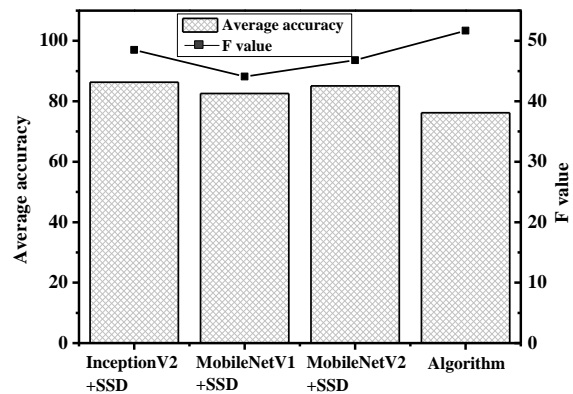 Average accuracy
F value
100
80
60
40
20
0
Average accuracy
50
40
30
20
10
0
F value
InceptionV2
+SSD
MobileNetV1
+SSD
MobileNetV2
+SSD
Algorithm